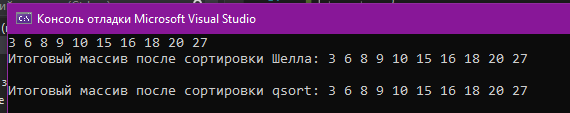 Консоль отладки Microsoft Visual Studio
3 6 8 9 10 15 16 18 20 27
Итоговый массив после сортировки Шелла: 3 6 8 9 10 15 16 18 20 27
Итоговый массив после сортировки qsort: 3 6 8 9 10 15 16 18 20 27